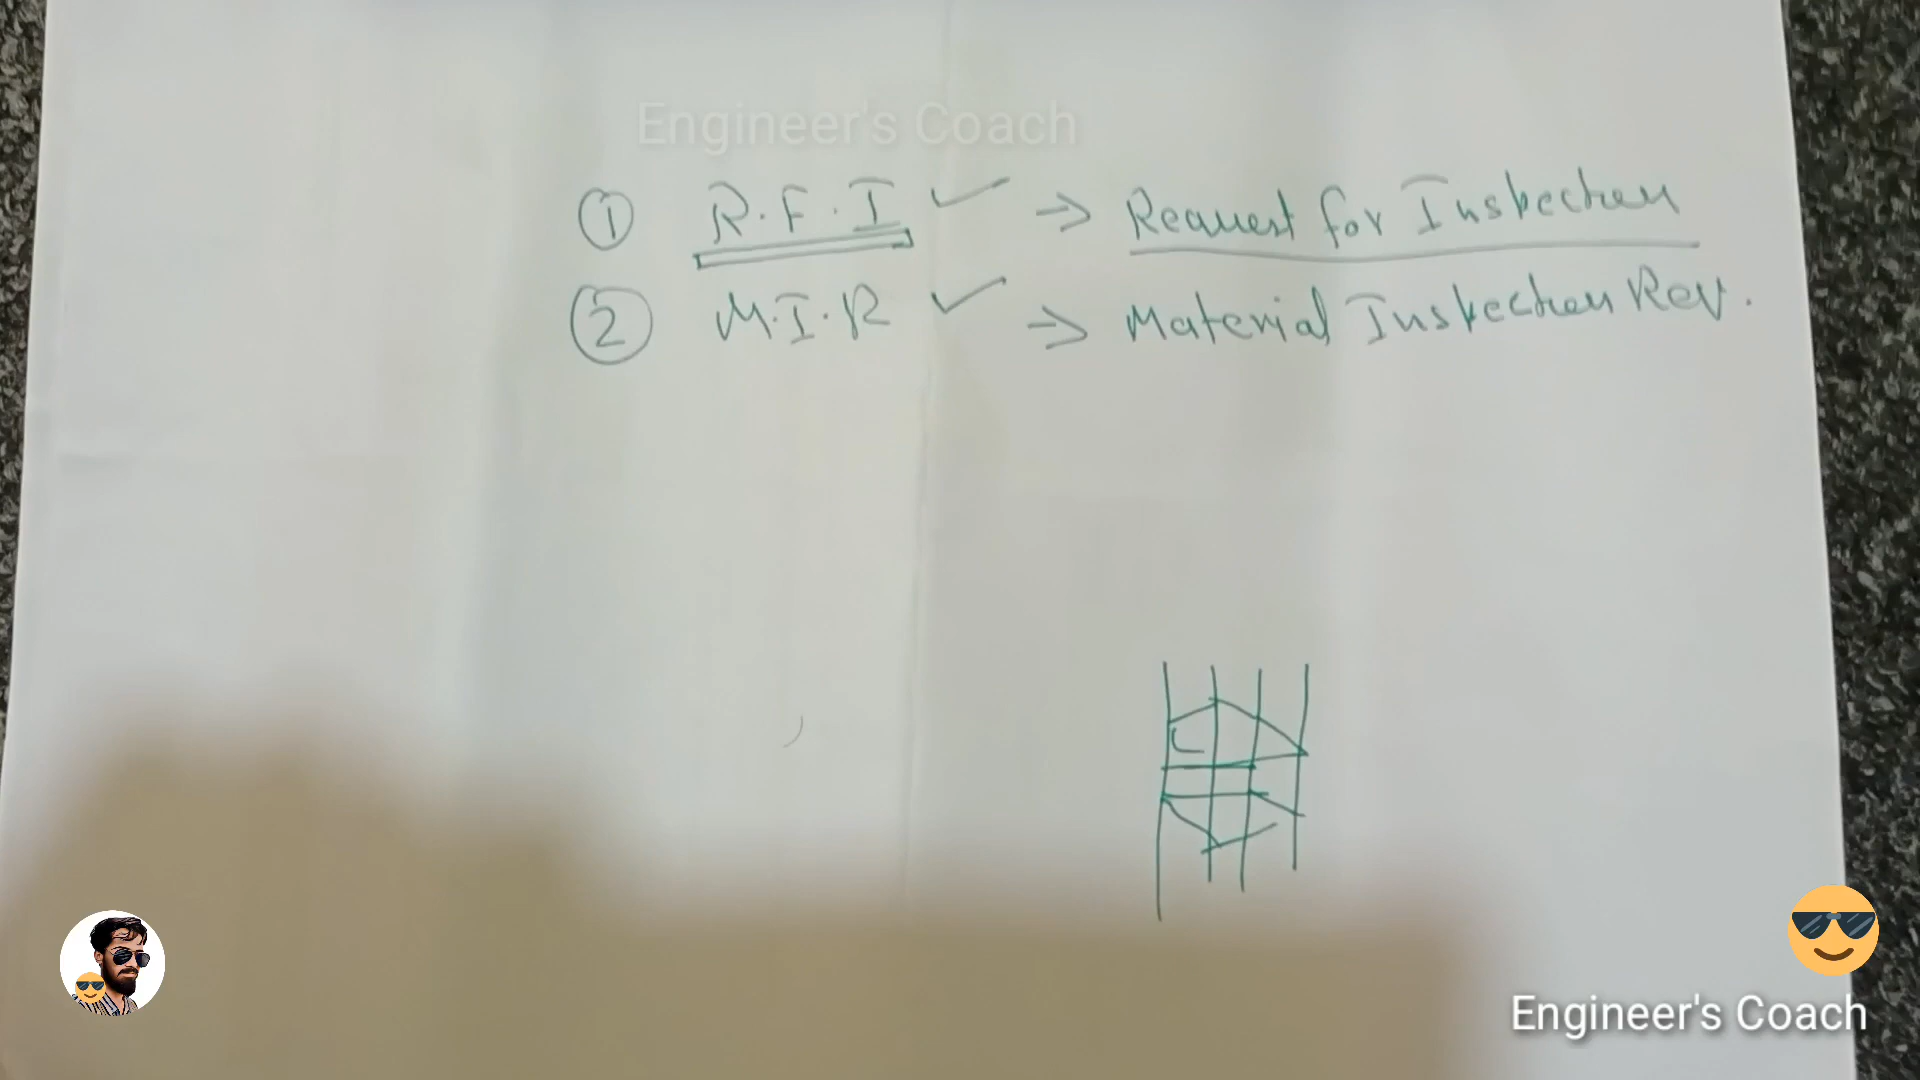 Engineer's Coach
① R.F.I ✓ => Request for Inspection
② M.I.R ✓ => Material Inspection Rev.
Engineer's Coach